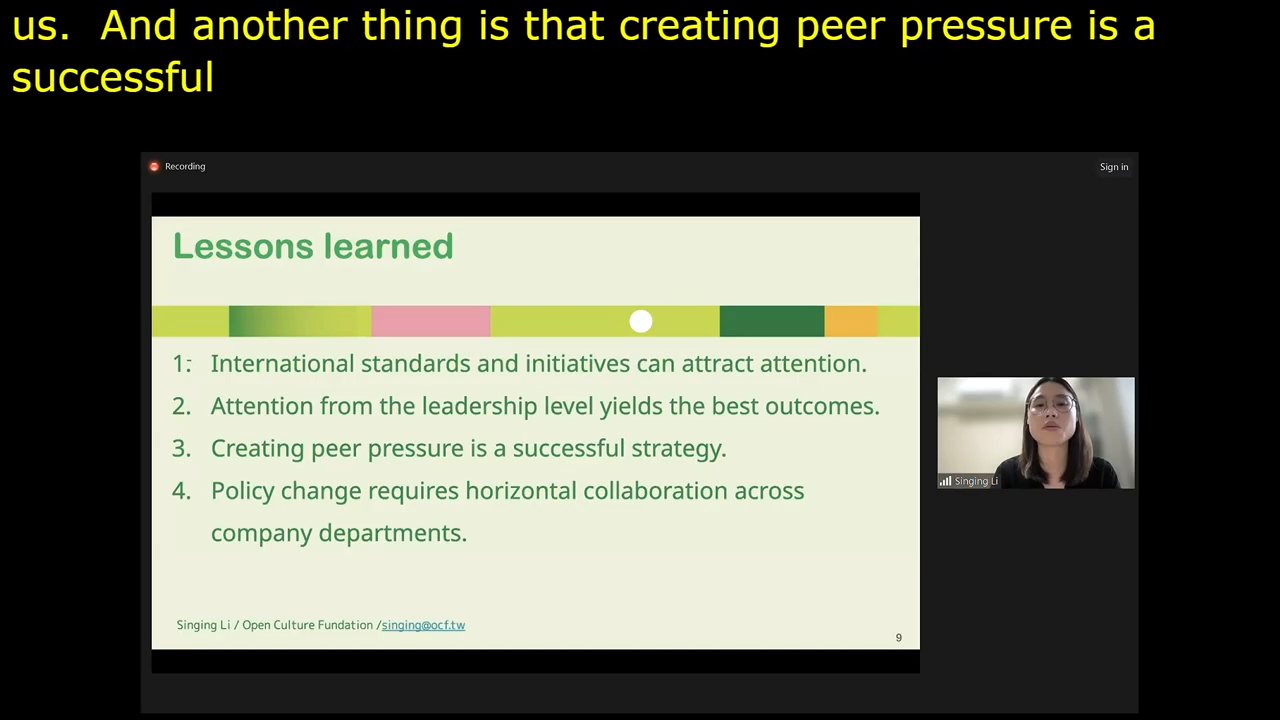 us.  And another thing is that creating peer pressure is a
successful
Recording
Sign in
Lessons learned
1: International standards and initiatives can attract attention.
2. Attention from the leadership level yields the best outcomes.
3. Creating peer pressure is a successful strategy.
4. Policy change requires horizontal collaboration across
company departments.
Singing Li
Singing Li / Open Culture Fundation /singing@ocf.tw
9